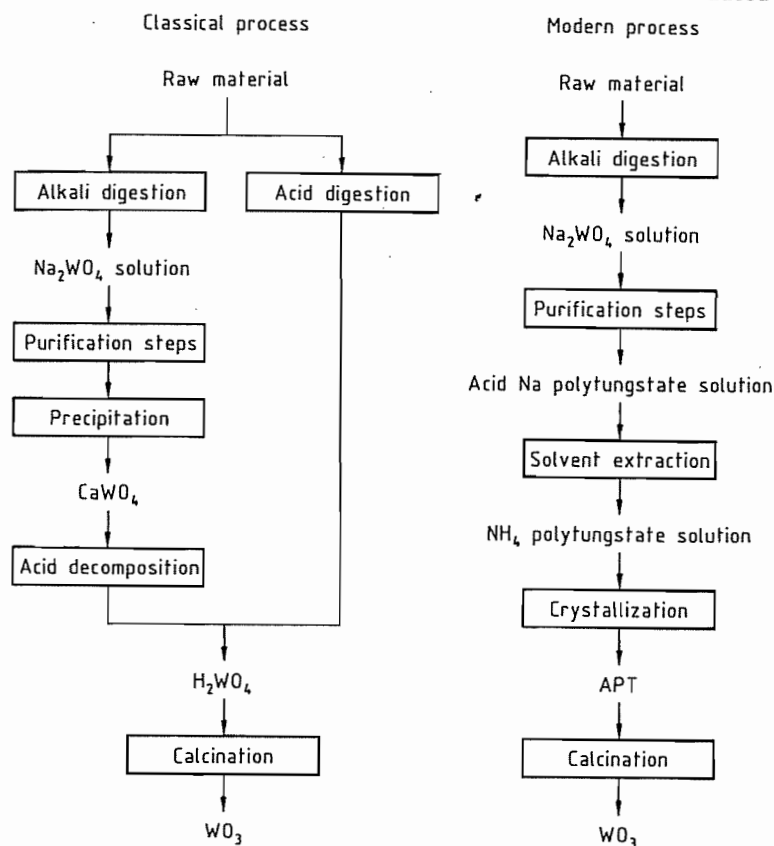 Classical process
Raw material
Alkali digestion
Acid digestion
Na₂WO₄ solution
Purification steps
Precipitation
CaWO₄
Acid decomposition
H₂WO₄
Calcination
WO₃
Modern process
Raw material
Alkali digestion
Na₂WO₄ solution
Purification steps
Acid Na polytungstate solution
Solvent extraction
NH₄ polytungstate solution
Crystallization
APT
Calcination
WO₃